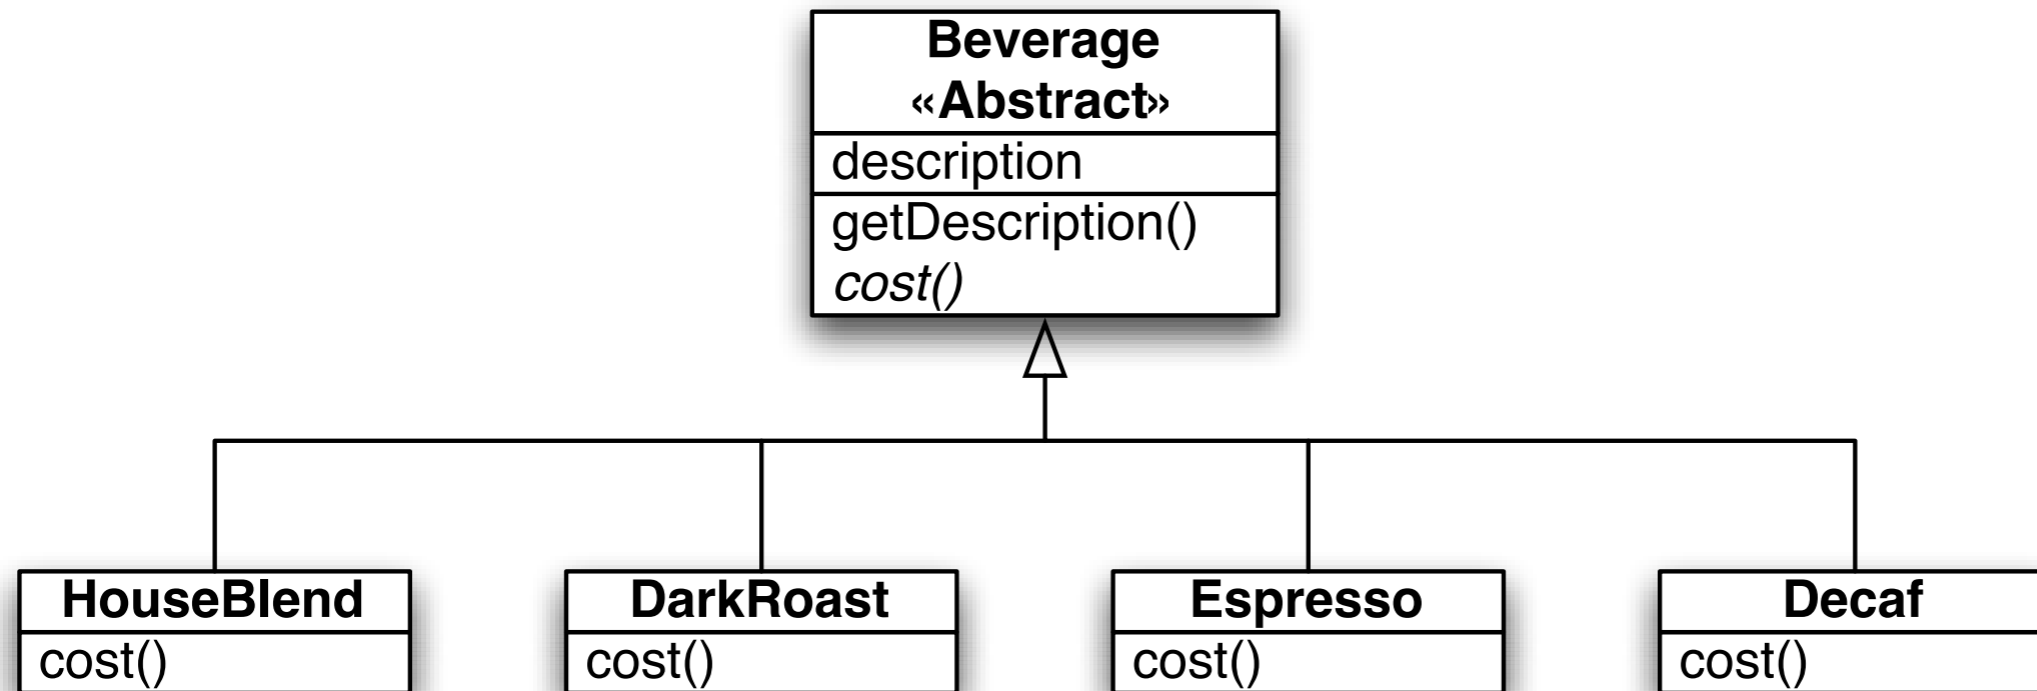 Beverage
«Abstract»
description
getDescription()
cost()
HouseBlend
DarkRoast
Espresso
Decaf
cost()
cost()
cost()
cost()